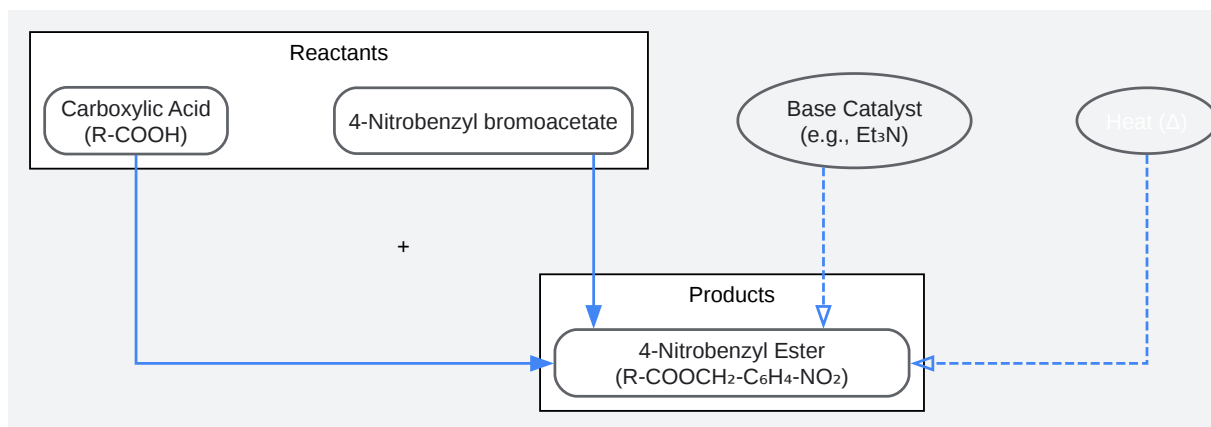 Reactants
Carboxylic Acid
(R-COOH)
4-Nitrobenzyl bromoacetate
Base Catalyst
(e.g., Et₃N)
Heat (Δ)
+
Products
4-Nitrobenzyl Ester
(R-COOCH₂-C₆H₄-NO₂)